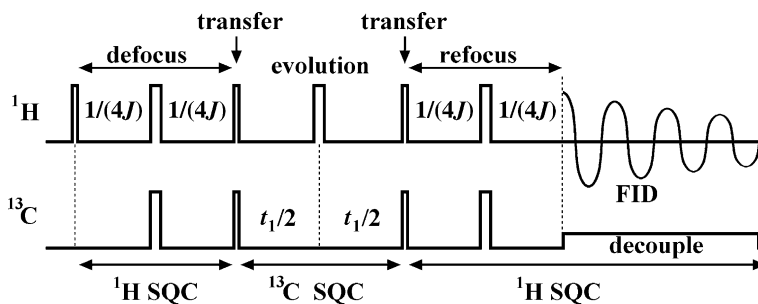 transfer transfer
defocus evolution refocus
¹H 1/(4J) 1/(4J) 1/(4J) 1/(4J)
FID
¹³C t₁/2 t₁/2 decouple
¹H SQC ¹³C SQC ¹H SQC